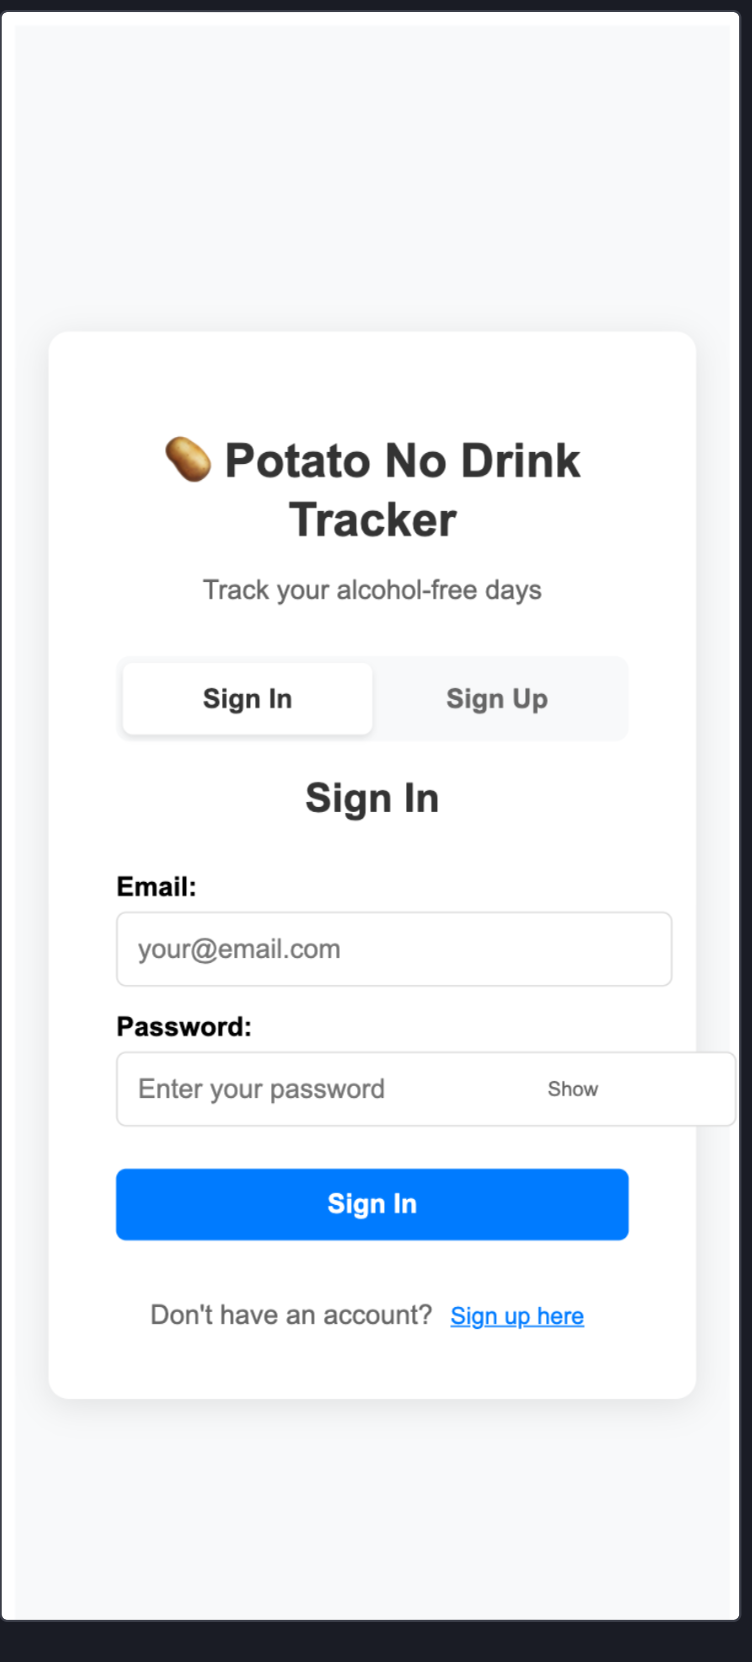 🥔 Potato No Drink
Tracker
Track your alcohol-free days
Sign In Sign Up
Sign In
Email:
your@email.com
Password:
Enter your password Show
Sign In
Don't have an account? Sign up here